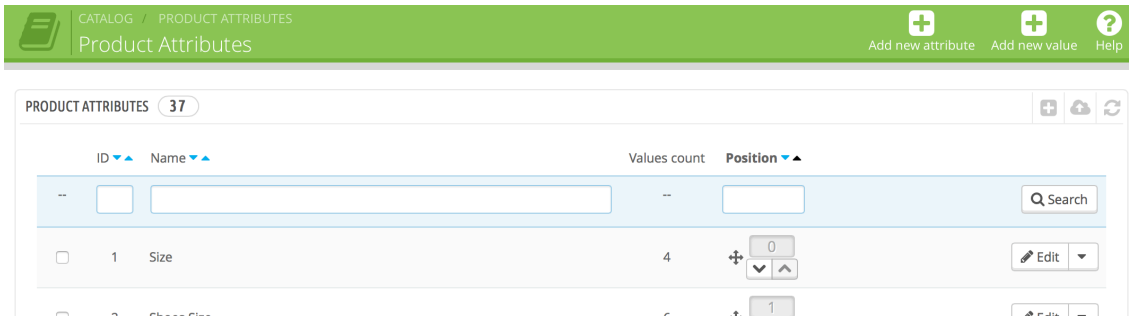 CATALOG / PRODUCT ATTRIBUTES
Product Attributes
Add new attribute Add new value Help
PRODUCT ATTRIBUTES 37
ID Name Values count Position
-- -- Search
1 Size 4 0 Edit
1